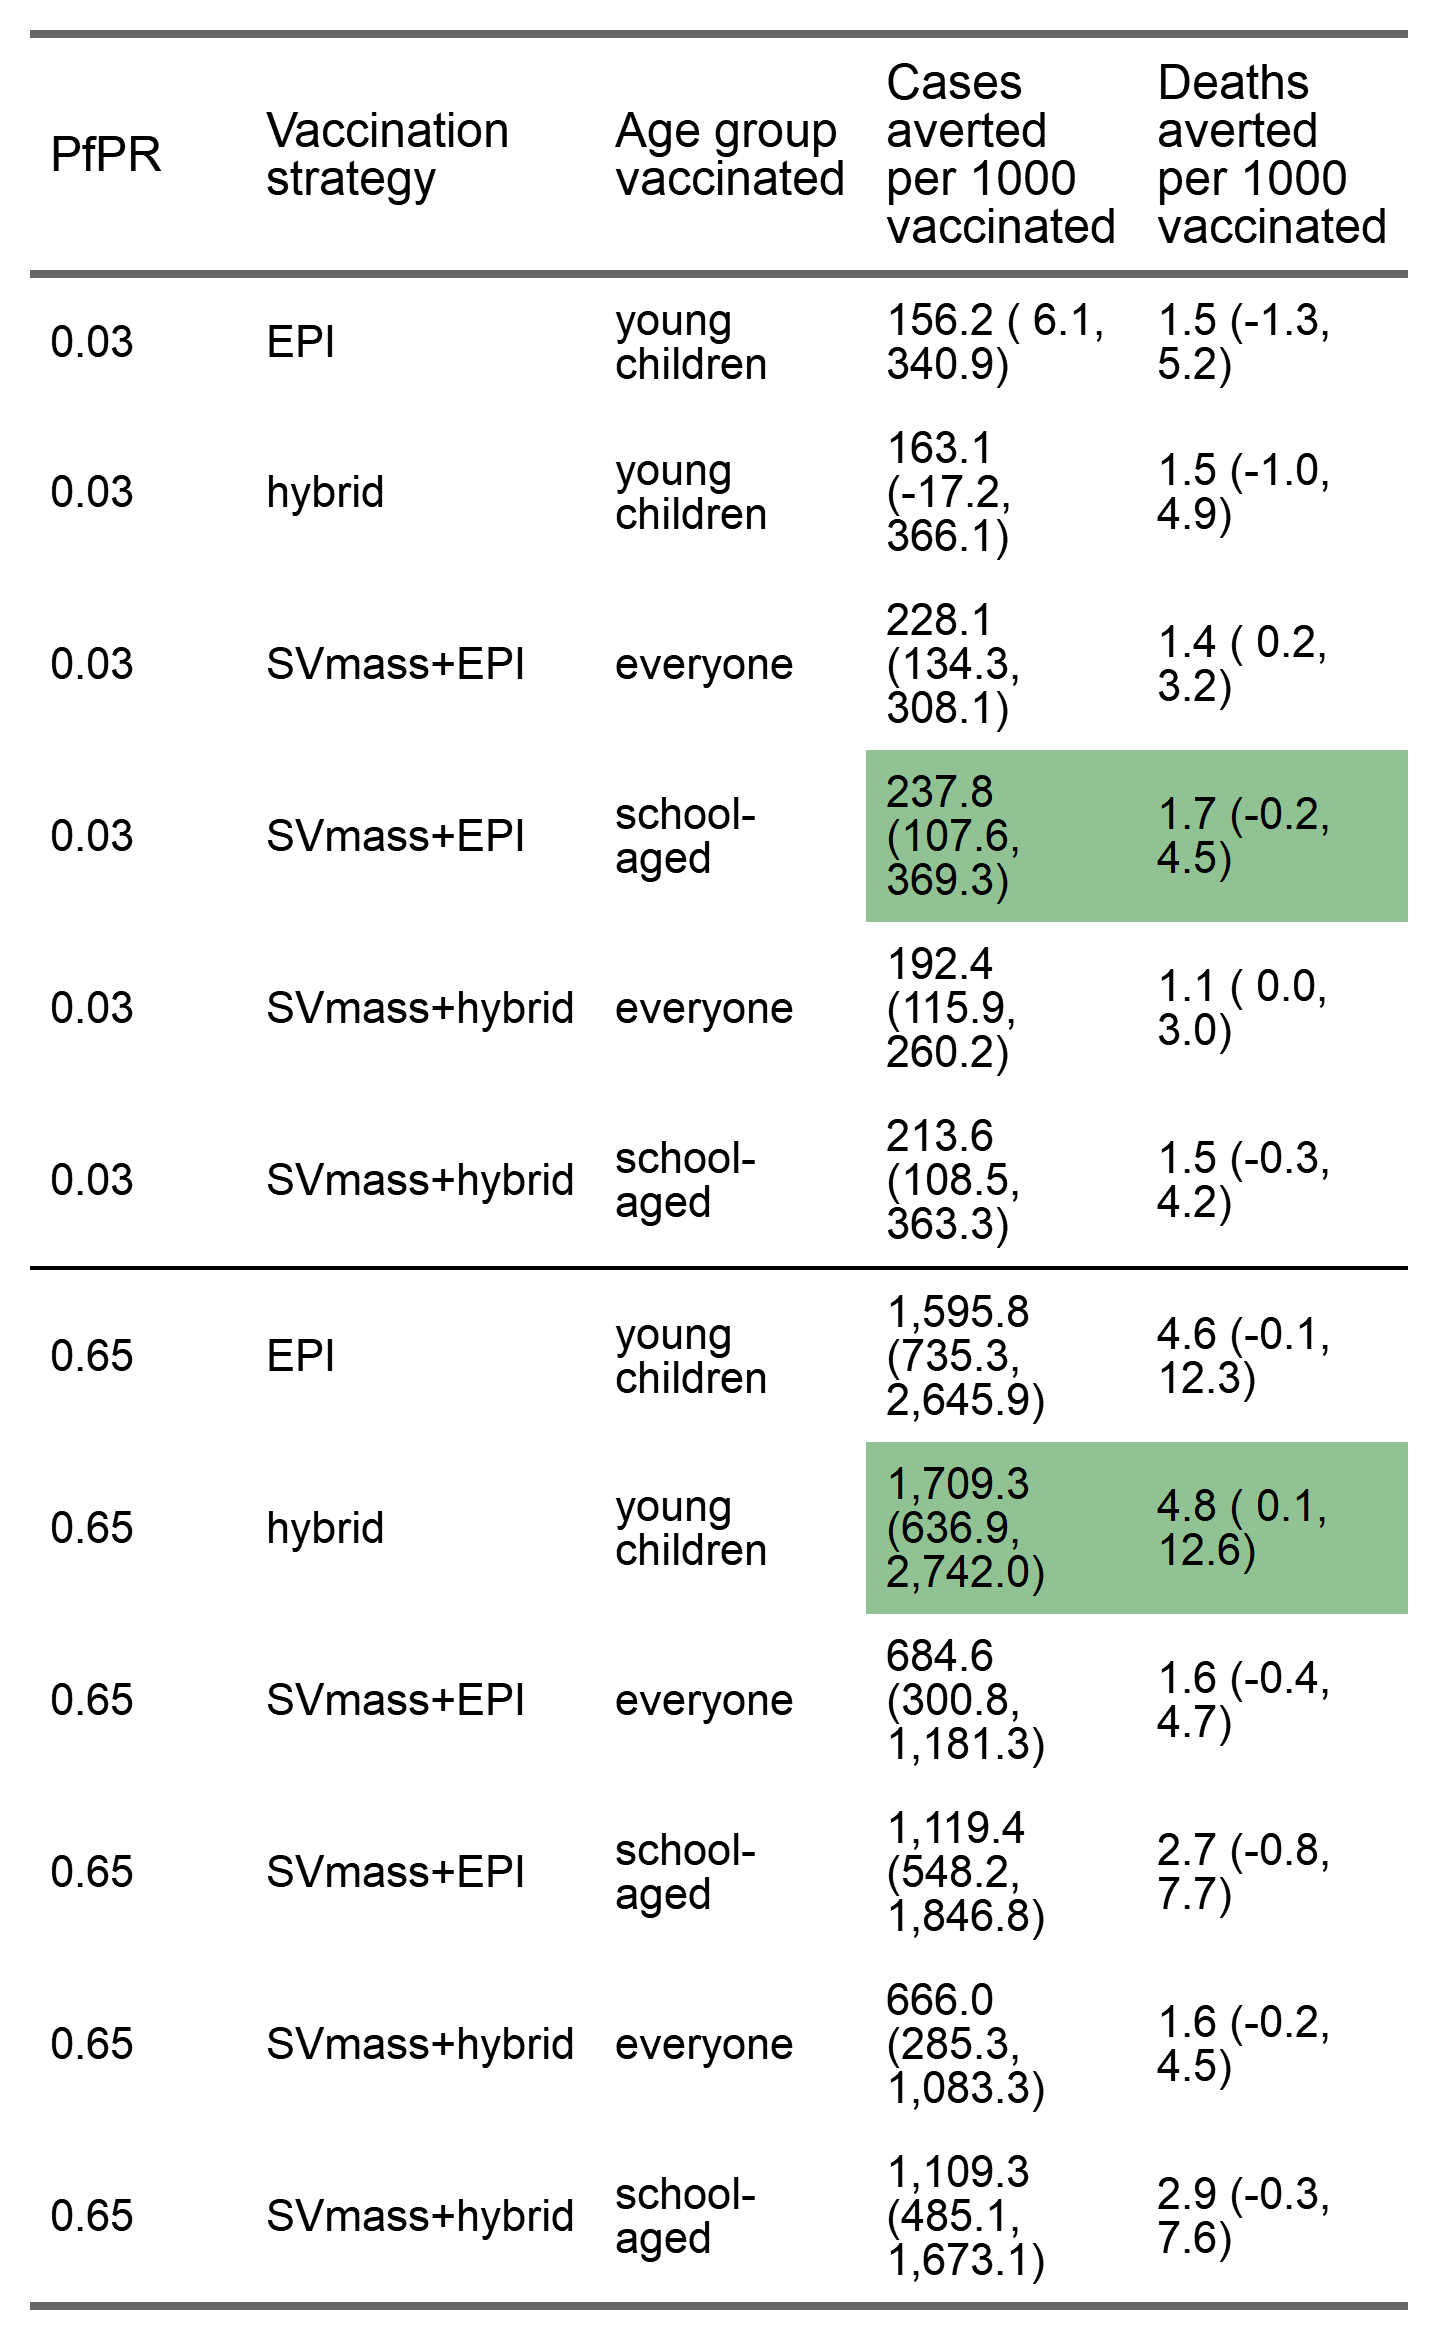 PfPR Vaccination strategy Age group vaccinated Cases averted per 1000 vaccinated Deaths averted per 1000 vaccinated
0.03 EPI young children 156.2 ( 6.1, 340.9) 1.5 (-1.3, 5.2)
0.03 hybrid young children 163.1 (-17.2, 366.1) 1.5 (-1.0, 4.9)
0.03 SVmass+EPI everyone 228.1 (134.3, 308.1) 1.4 ( 0.2, 3.2)
0.03 SVmass+EPI school-aged 237.8 (107.6, 369.3) 1.7 (-0.2, 4.5)
0.03 SVmass+hybrid everyone 192.4 (115.9, 260.2) 1.1 ( 0.0, 3.0)
0.03 SVmass+hybrid school-aged 213.6 (108.5, 363.3) 1.5 (-0.3, 4.2)
0.65 EPI young children 1,595.8 (735.3, 2,645.9) 4.6 (-0.1, 12.3)
0.65 hybrid young children 1,709.3 (636.9, 2,742.0) 4.8 ( 0.1, 12.6)
0.65 SVmass+EPI everyone 684.6 (300.8, 1,181.3) 1.6 (-0.4, 4.7)
0.65 SVmass+EPI school-aged 1,119.4 (548.2, 1,846.8) 2.7 (-0.8, 7.7)
0.65 SVmass+hybrid everyone 666.0 (285.3, 1,083.3) 1.6 (-0.2, 4.5)
0.65 SVmass+hybrid school-aged 1,109.3 (485.1, 1,673.1) 2.9 (-0.3, 7.6)